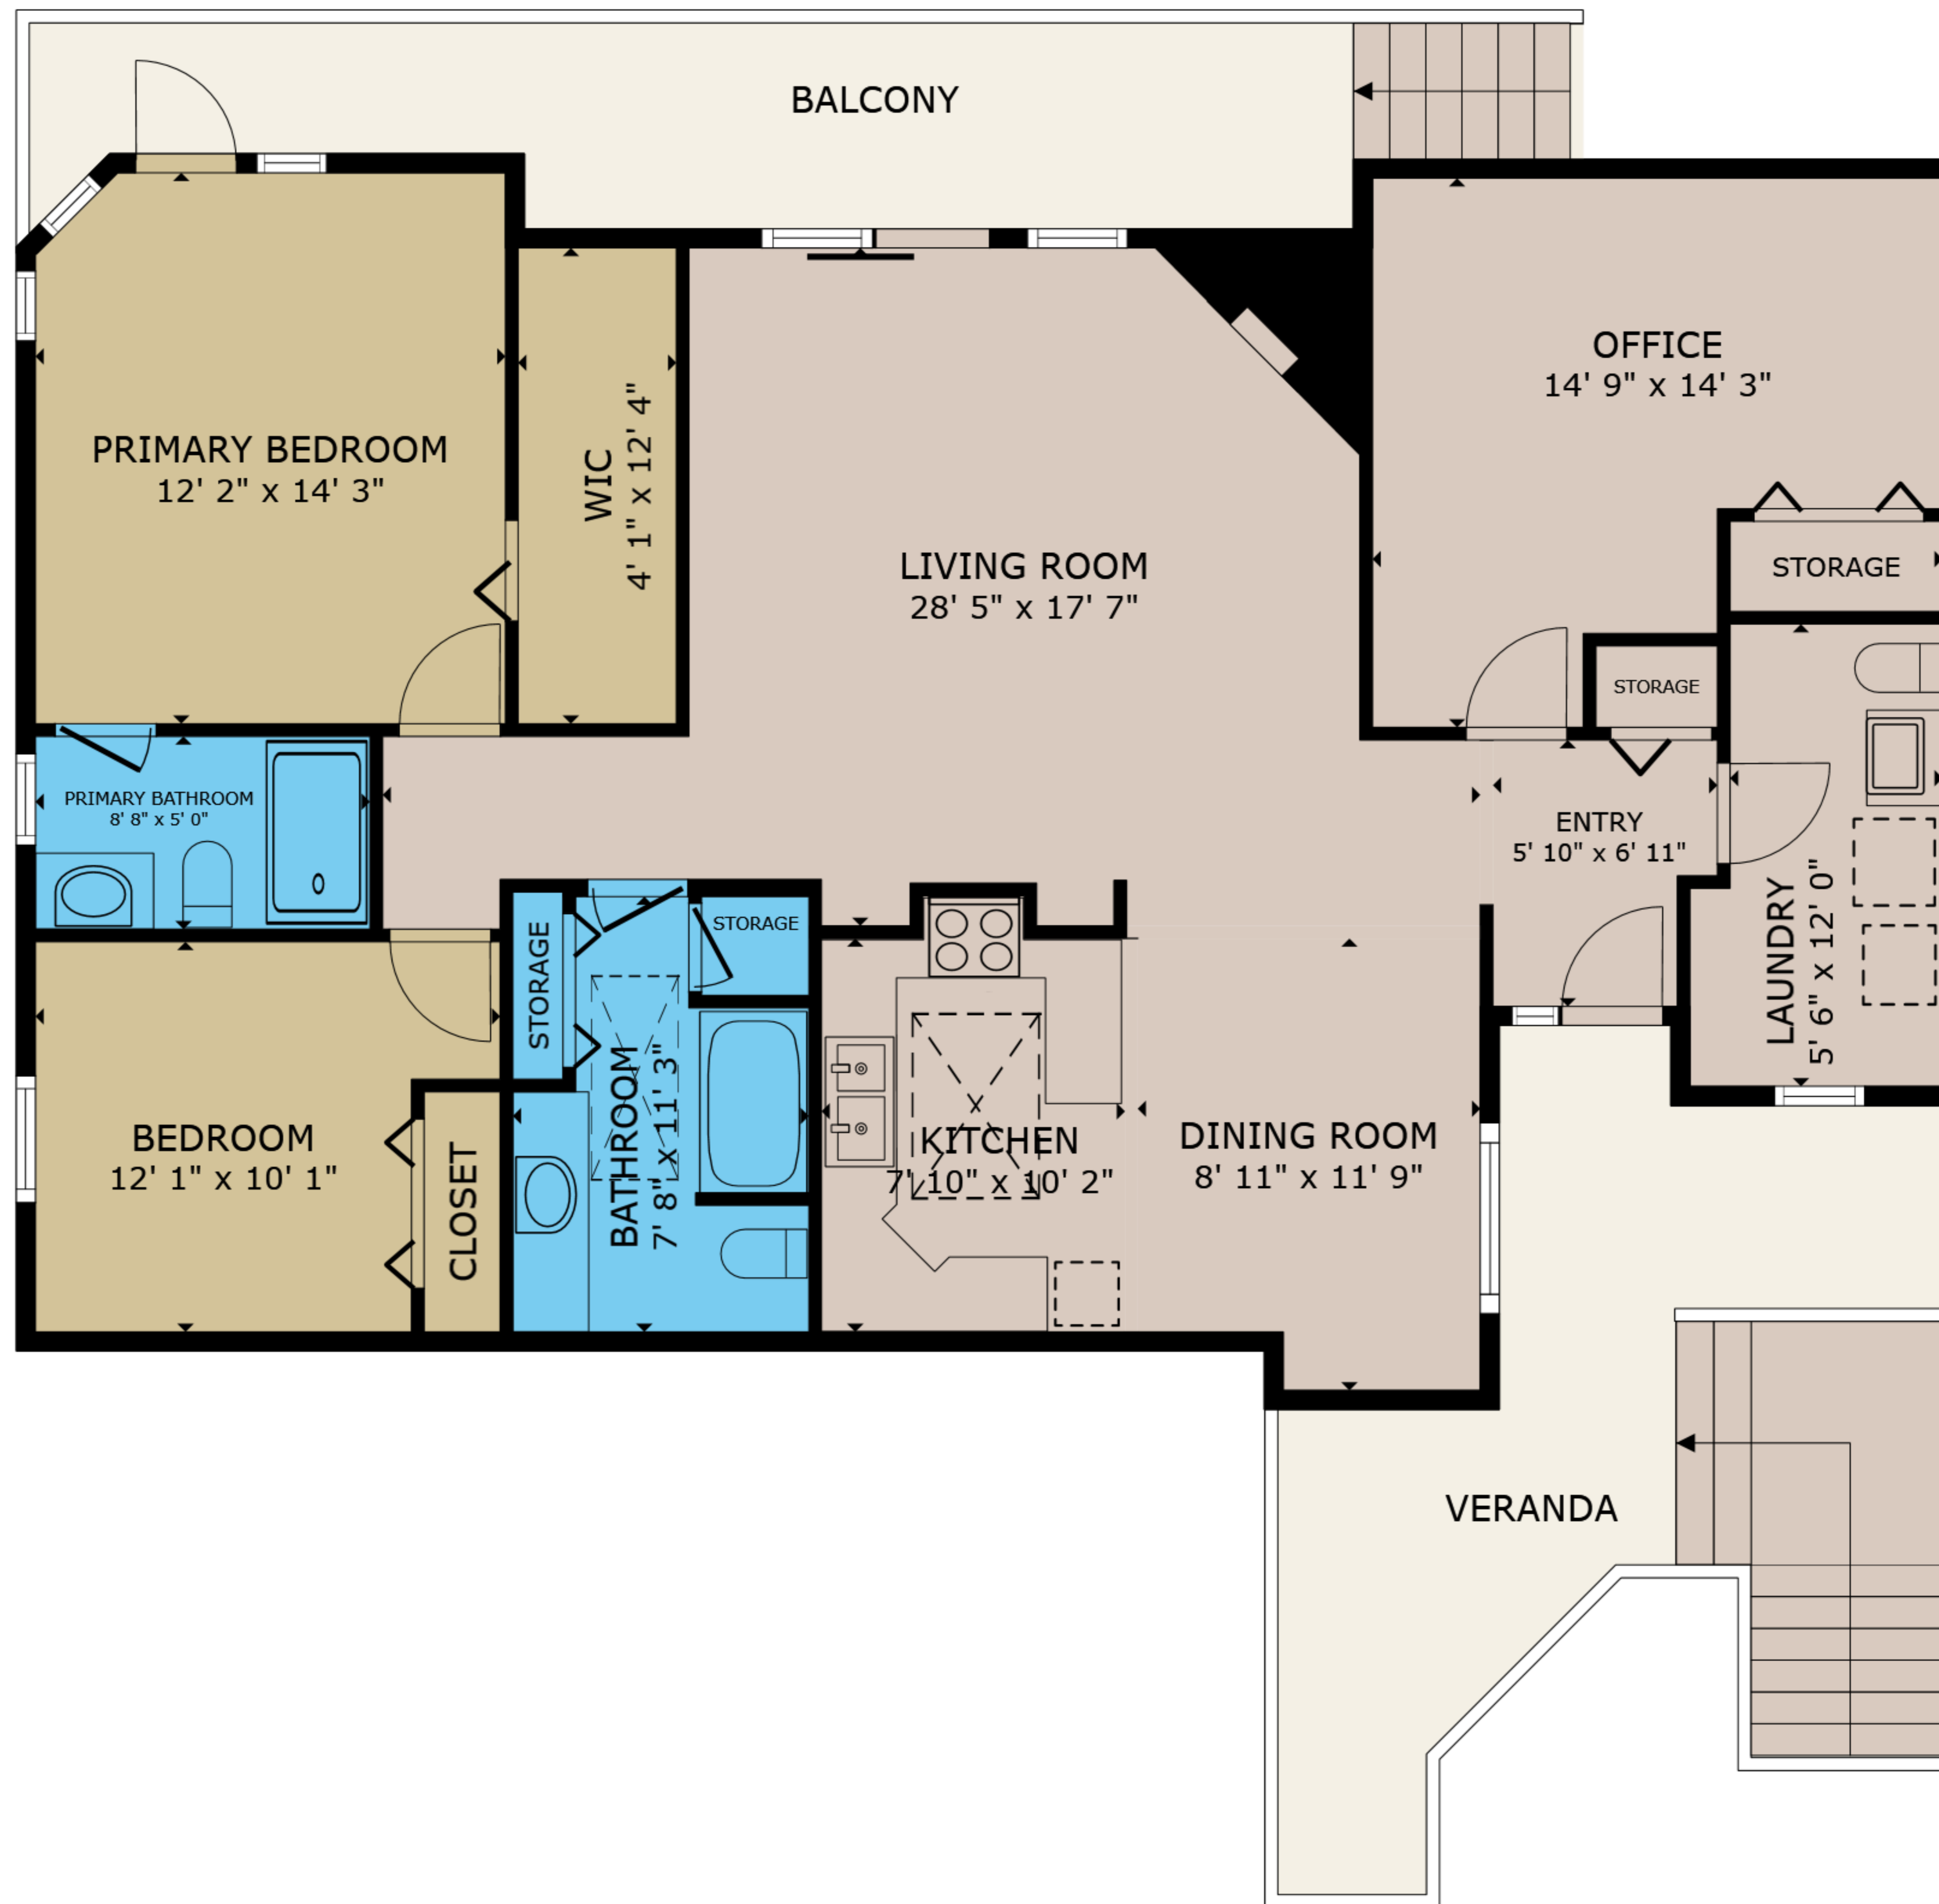 BALCONY
OFFICE
14' 9" x 14' 3"
PRIMARY BEDROOM
12' 2" x 14' 3"
WIC
4' 1" x 12' 4"
LIVING ROOM
28' 5" x 17' 7"
STORAGE
STORAGE
PRIMARY BATHROOM
8' 8" x 5' 0"
ENTRY
5' 10" x 6' 11"
LAUNDRY
5' 6" x 12' 0"
STORAGE
STORAGE
BEDROOM
12' 1" x 10' 1"
CLOSET
BATHROOM
7' 8" x 11' 3"
KITCHEN
7' 10" x 10' 2"
DINING ROOM
8' 11" x 11' 9"
VERANDA